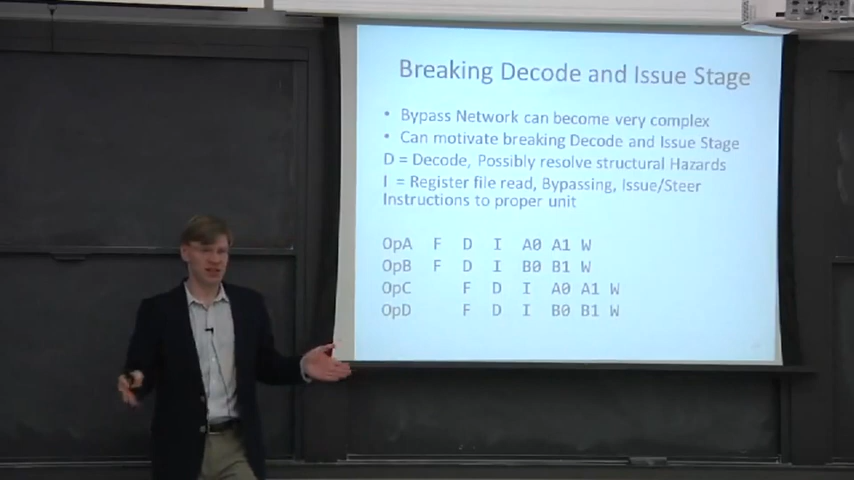 Breaking Decode and Issue Stage
• Bypass Network can become very complex
• Can motivate breaking Decode and Issue Stage
D = Decode, Possibly resolve structural Hazards
I = Register file read, Bypassing, Issue/Steer
Instructions to proper unit
OpA F D I A0 A1 W
OpB F D I B0 B1 W
OpC F D I A0 A1 W
OpD F D I B0 B1 W